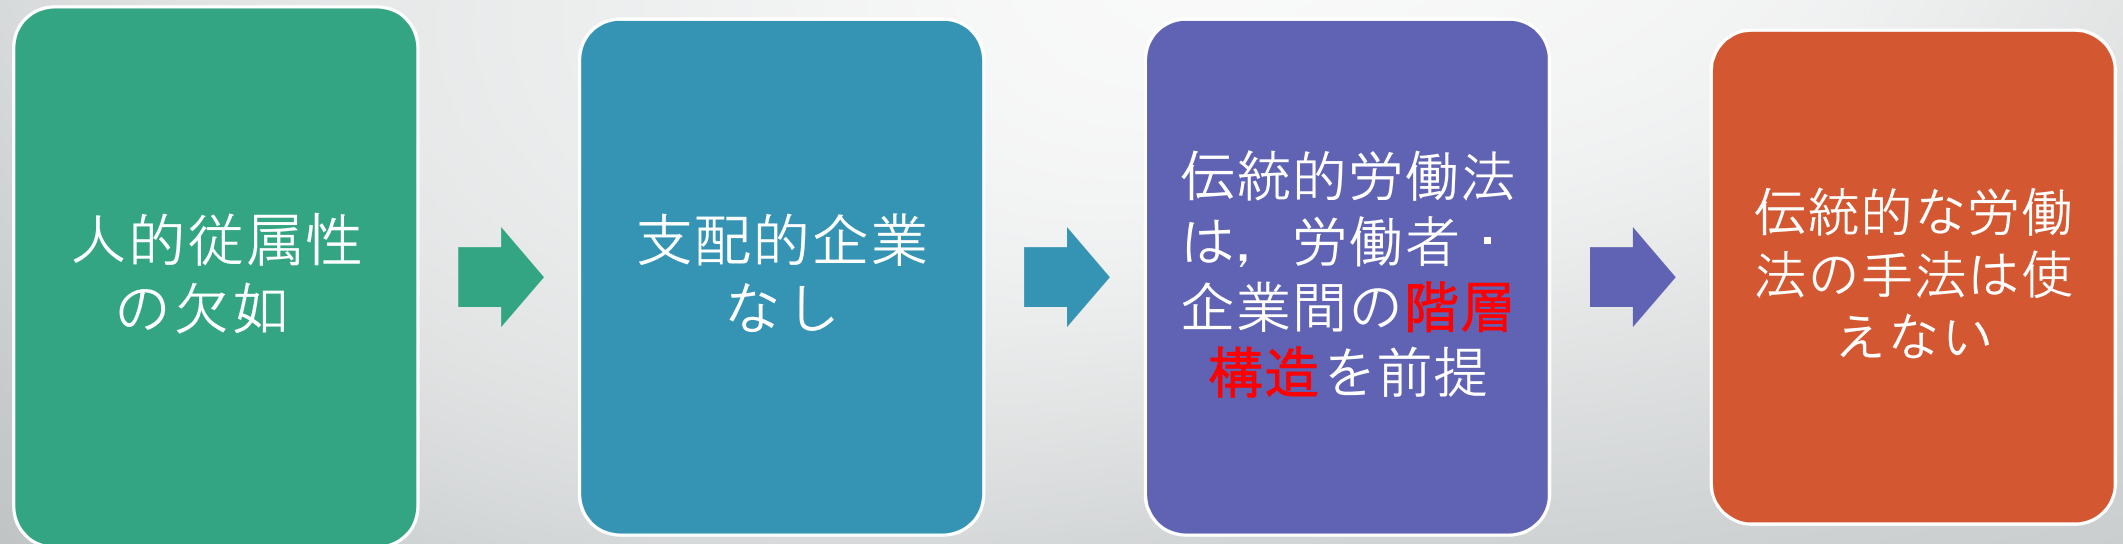 人的従属性
の欠如
支配的企業
なし
伝統的労働法
は，労働者・
企業間の階層
構造を前提
伝統的な労働
法の手法は使
えない